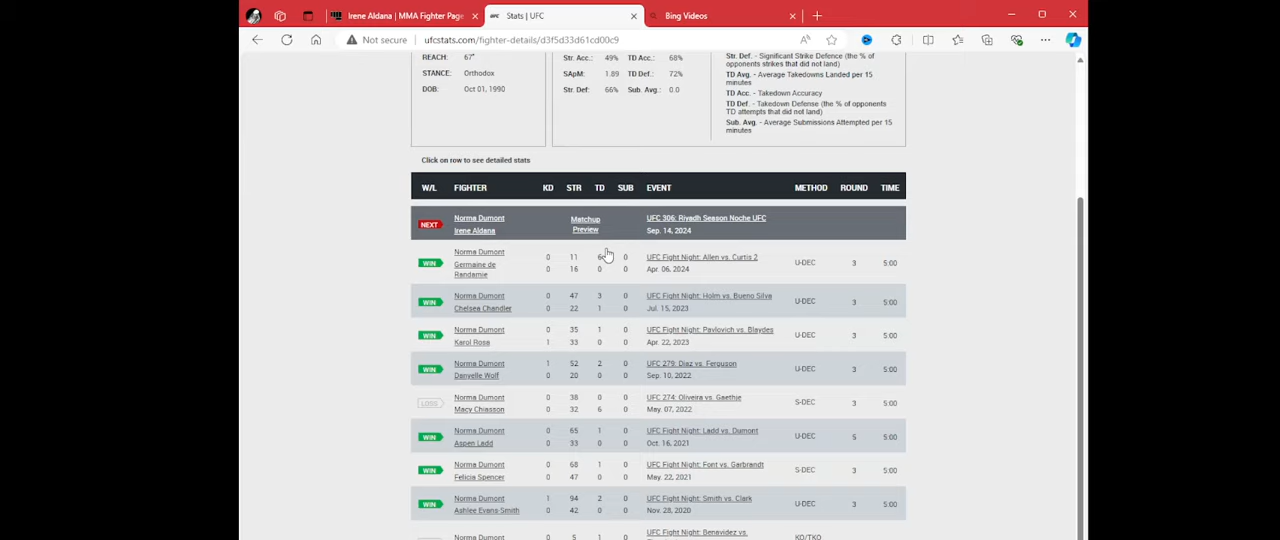 Irene Aldana | MMA Fighter Page
Stats | UFC
Bing Videos
Not secure
ufcstats.com/fighter-details/d3f5d33d61cd00c9
REACH: 67"
STANCE: Orthodox
DOB: Oct 01, 1990
Str. Acc.: 49%
SApM: 1.89
Str. Def: 66%
TD Acc.: 68%
TD Def.: 72%
Sub. Avg.: 0.0
Str. Def. - Significant Strike Defence (the % of
opponents strikes that did not land)
TD Avg. - Average Takedowns Landed per 15
minutes
TD Acc. - Takedown Accuracy
TD Def. - Takedown Defense (the % of opponents
TD attempts that did not land)
Sub. Avg. - Average Submissions Attempted per 15
minutes
Click on row to see detailed stats
W/L FIGHTER KD STR TD SUB EVENT METHOD ROUND TIME
NEXT Norma Dumont Matchup UFC 306: Riyadh Season Noche UFC
Irene Aldana Preview Sep. 14, 2024
Norma Dumont 0 11 6 0 UFC Fight Night: Allen vs. Curtis 2
WIN Germaine de 0 16 0 0 Apr. 06, 2024 U-DEC 3 5:00
Randamie
Norma Dumont 0 47 3 0 UFC Fight Night: Holm vs. Bueno Silva
WIN Chelsea Chandler 0 22 1 0 Jul. 15, 2023 U-DEC 3 5:00
Norma Dumont 0 35 1 0 UFC Fight Night: Pavlovich vs. Blaydes
WIN Karol Rosa 1 33 0 0 Apr. 22, 2023 U-DEC 3 5:00
Norma Dumont 1 52 2 0 UFC 279: Diaz vs. Ferguson
WIN Danyelle Wolf 0 20 0 0 Sep. 10, 2022 U-DEC 3 5:00
Norma Dumont 0 38 0 0 UFC 274: Oliveira vs. Gaethje
LOSS Macy Chiasson 0 32 6 0 May. 07, 2022 S-DEC 3 5:00
Norma Dumont 0 65 1 0 UFC Fight Night: Ladd vs. Dumont
WIN Aspen Ladd 0 33 0 0 Oct. 16, 2021 U-DEC 5 5:00
Norma Dumont 0 68 1 0 UFC Fight Night: Font vs. Garbrandt
WIN Felicia Spencer 0 47 0 0 May. 22, 2021 S-DEC 3 5:00
Norma Dumont 1 94 2 0 UFC Fight Night: Smith vs. Clark
WIN Ashlee Evans-Smith 0 42 0 0 Nov. 28, 2020 U-DEC 3 5:00
UFC Fight Night: Benavidez vs.
Norma Dumont 0 5 1 0 KO/TKO